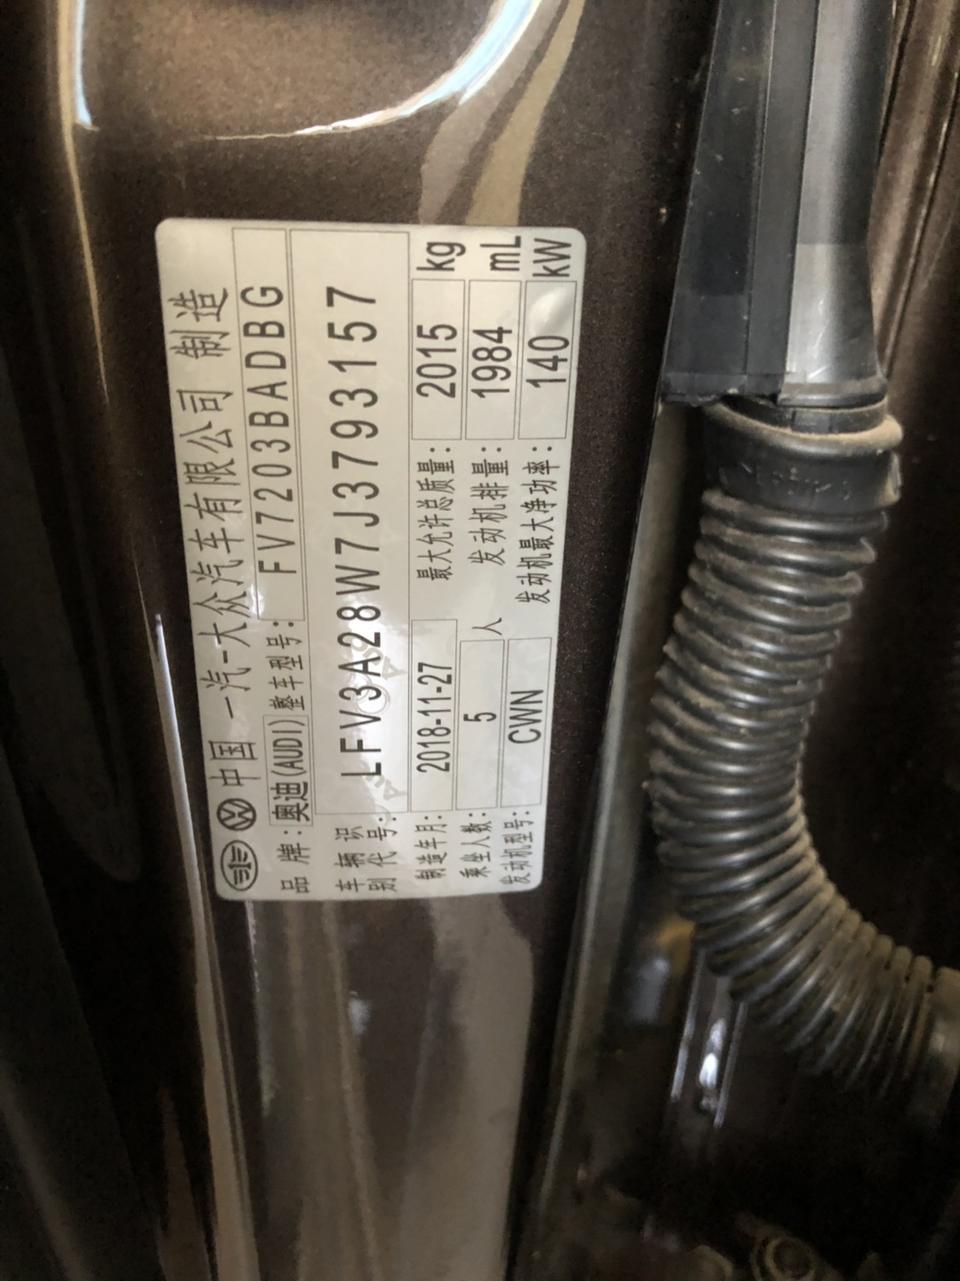 中国 一汽-大众汽车有限公司 制造
品牌: 奥迪(AUDI) 整车型号: FV7203BADBG
车辆识别代号: LFV3A28W7J3793157
制造年月: 2018-11-27 最大允许总质量: 2015 kg
乘坐人数: 5 人 发动机排量: 1984 mL
发动机型号: CWN 发动机最大净功率: 140 kW